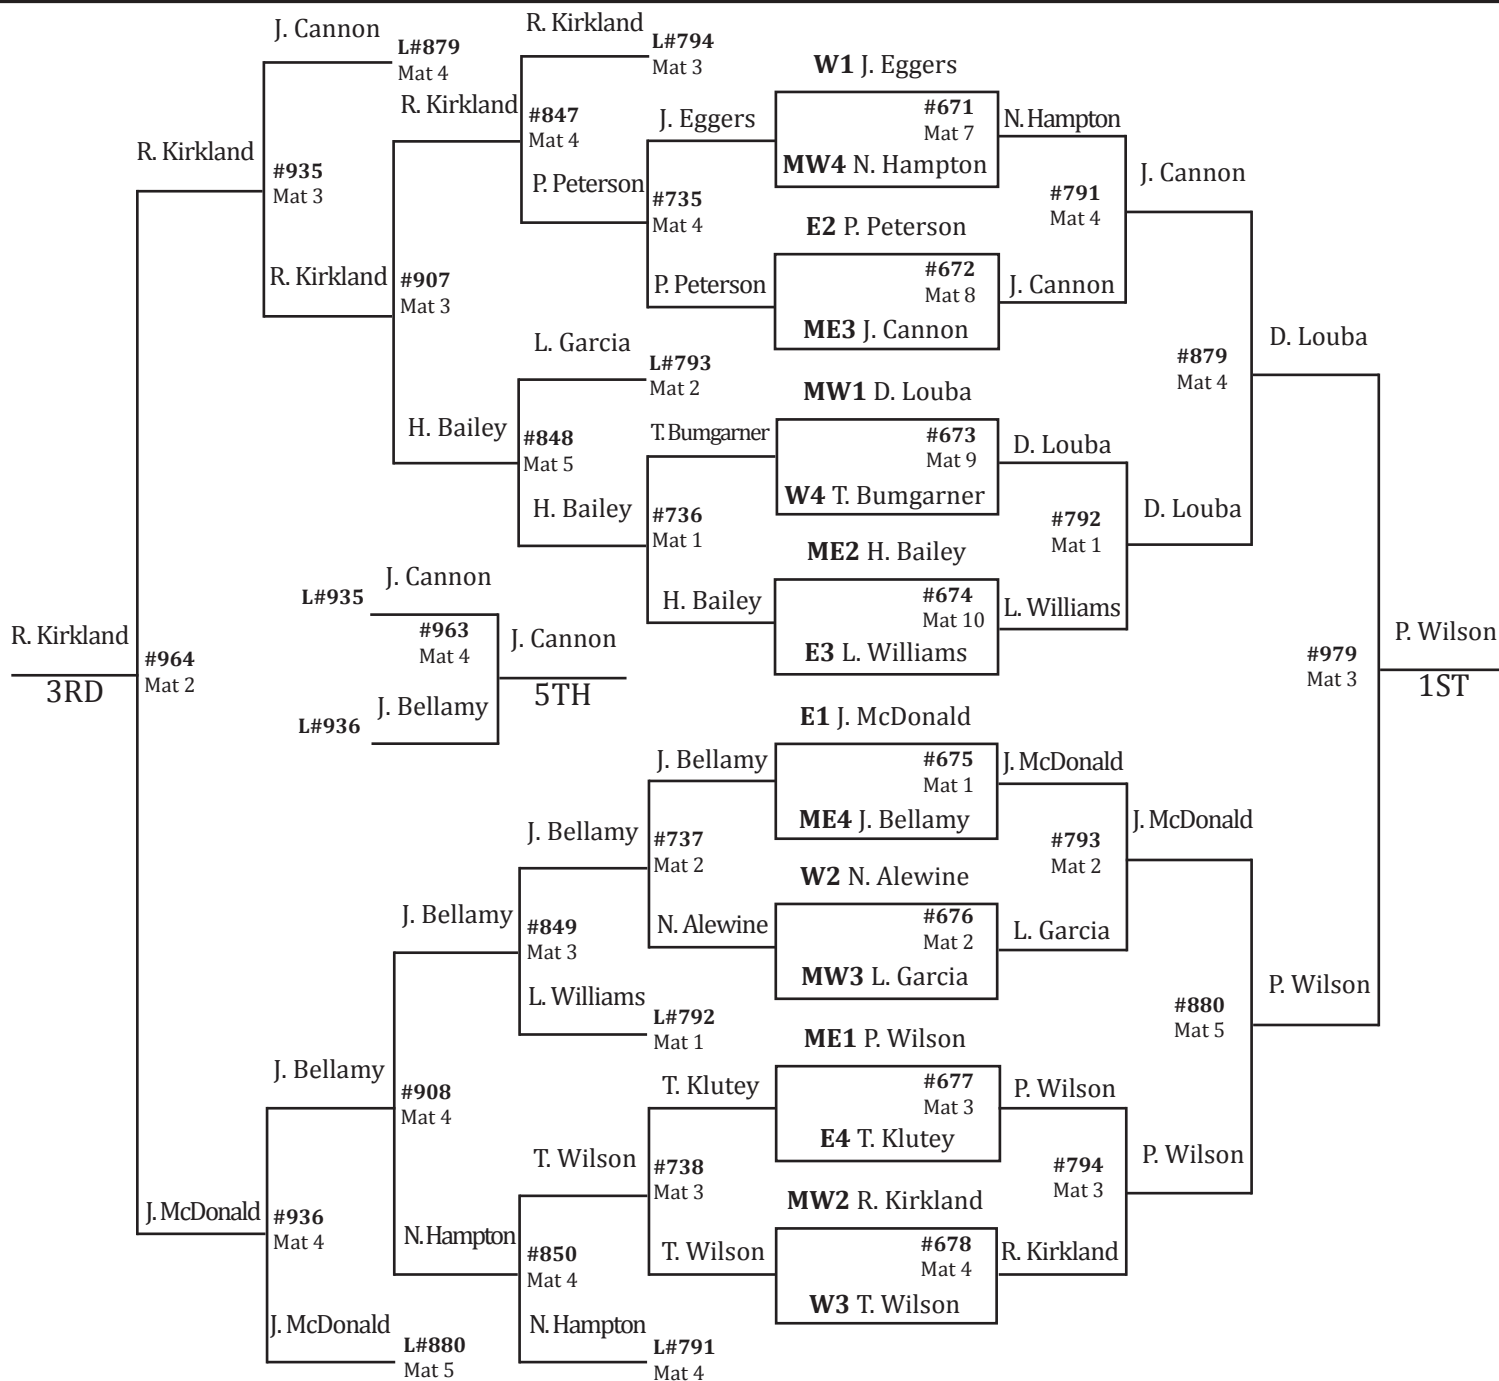 J. Cannon
L#879
Mat 4
R. Kirkland
L#794
Mat 3
W1 J. Eggers
R. Kirkland
#847
Mat 4
J. Eggers
#671
Mat 7
N. Hampton
R. Kirkland
#935
Mat 3
P. Peterson
#735
Mat 4
MW4 N. Hampton
#791
Mat 4
J. Cannon
E2 P. Peterson
R. Kirkland
#907
Mat 3
P. Peterson
#672
Mat 8
J. Cannon
ME3 J. Cannon
L. Garcia
L#793
Mat 2
#879
Mat 4
D. Louba
MW1 D. Louba
H. Bailey
#848
Mat 5
T. Bumgarner
#673
Mat 9
D. Louba
W4 T. Bumgarner
H. Bailey
#736
Mat 1
#792
Mat 1
D. Louba
ME2 H. Bailey
J. Cannon
L#935
#963
Mat 4
J. Cannon
H. Bailey
#674
Mat 10
L. Williams
E3 L. Williams
R. Kirkland
3RD
#964
Mat 2
J. Bellamy
L#936
5TH
#979
Mat 3
P. Wilson
1ST
E1 J. McDonald
J. Bellamy
#675
Mat 1
J. McDonald
ME4 J. Bellamy
J. Bellamy
#737
Mat 2
#793
Mat 2
J. McDonald
W2 N. Alewine
J. Bellamy
#849
Mat 3
N. Alewine
#676
Mat 2
L. Garcia
MW3 L. Garcia
L. Williams
L#792
Mat 1
#880
Mat 5
P. Wilson
ME1 P. Wilson
J. Bellamy
#908
Mat 4
T. Klutey
#677
Mat 3
P. Wilson
E4 T. Klutey
T. Wilson
#738
Mat 3
#794
Mat 3
P. Wilson
MW2 R. Kirkland
J. McDonald
#936
Mat 4
N. Hampton
#850
Mat 4
T. Wilson
#678
Mat 4
R. Kirkland
W3 T. Wilson
J. McDonald
L#880
Mat 5
N. Hampton
L#791
Mat 4